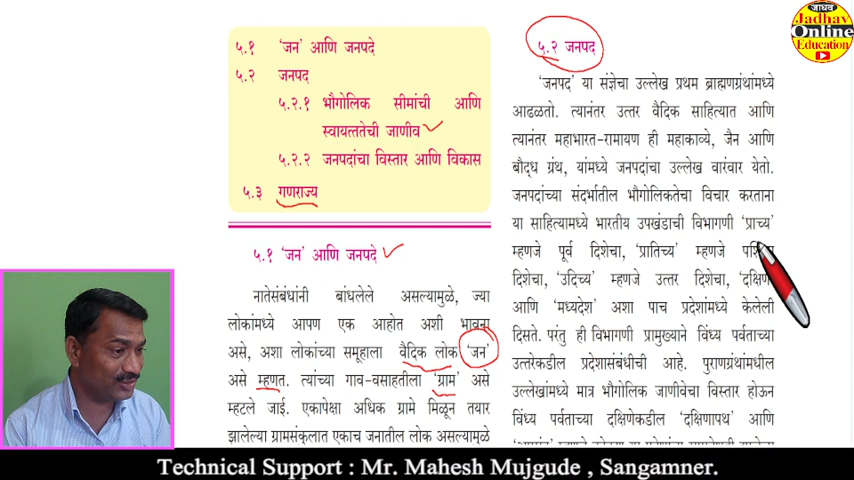 ५.१ 'जन' आणि जनपदे
५.२ जनपद
५.२.१ भौगोलिक सीमांची आणि
स्वायत्ततेची जाणीव
५.२.२ जनपदांचा विस्तार आणि विकास
५.३ गणराज्य
५.१ 'जन' आणि जनपदे
नातेसंबंधांनी बांधलेले असल्यामुळे, ज्या
लोकांमध्ये आपण एक आहोत अशी भावना
असे, अशा लोकांच्या समूहाला वैदिक लोक 'जन'
असे म्हणत. त्यांच्या गाव-वसाहतीला 'ग्राम' असे
म्हटले जाई. एकापेक्षा अधिक ग्रामे मिळून तयार
झालेल्या ग्रामसंकुलात एकाच जनातील लोक असल्यामुळे
५.२ जनपद
'जनपद' या संज्ञेचा उल्लेख प्रथम ब्राह्मणग्रंथांमध्ये
आढळतो. त्यानंतर उत्तर वैदिक साहित्यात आणि
त्यानंतर महाभारत-रामायण ही महाकाव्ये, जैन आणि
बौद्ध ग्रंथ, यांमध्ये जनपदांचा उल्लेख वारंवार येतो.
जनपदांच्या संदर्भातील भौगोलिकतेचा विचार करताना
या साहित्यामध्ये भारतीय उपखंडाची विभागणी 'प्राच्य'
म्हणजे पूर्व दिशेचा, 'प्रातिच्य' म्हणजे पश्चिम
दिशेचा, 'उदिच्य' म्हणजे उत्तर दिशेचा, 'दक्षिण'
आणि 'मध्यदेश' अशा पाच प्रदेशांमध्ये केलेली
दिसते. परंतु ही विभागणी प्रामुख्याने विंध्य पर्वताच्या
उत्तरेकडील प्रदेशासंबंधीची आहे. पुराणग्रंथांमधील
उल्लेखांमध्ये मात्र भौगोलिक जाणीवेचा विस्तार होऊन
विंध्य पर्वताच्या दक्षिणेकडील 'दक्षिणापथ' आणि
जाधव
Jadhav
Online
Education
Technical Support : Mr. Mahesh Mujgude , Sangamner.